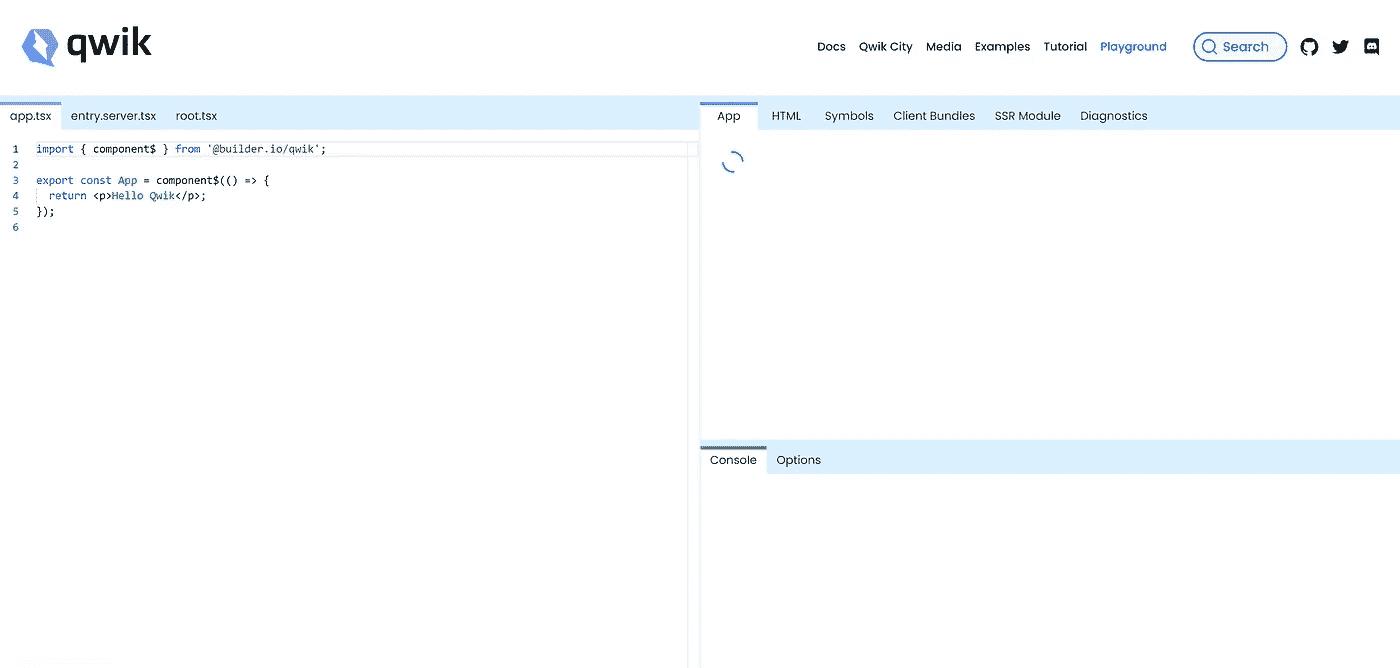 qwik
Docs Qwik City Media Examples Tutorial Playground Search
app.tsx entry.server.tsx root.tsx
1 import { component$ } from '@builder.io/qwik';
2
3 export const App = component$(() => {
4 return <p>Hello Qwik</p>;
5 });
6
App HTML Symbols Client Bundles SSR Module Diagnostics
Console Options